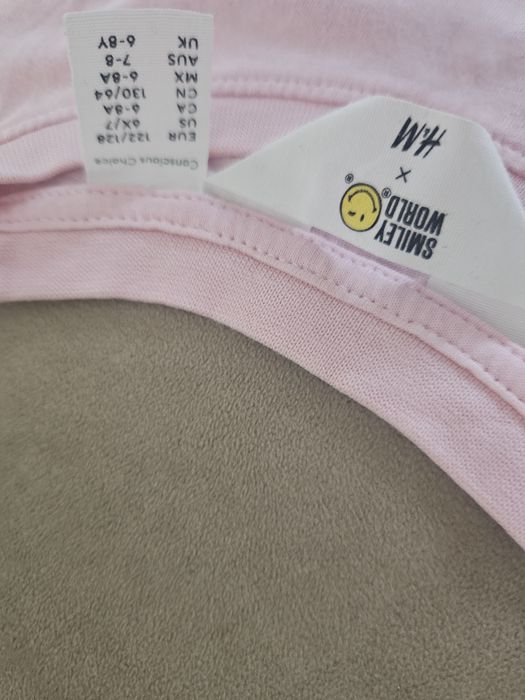 SMILEY
WORLD®
®
x
H&M
Conscious Choice
EUR 122/128
US 6X/7
CA 6-8A
CN 130/64
MX 6-8A
AUS 7-8
UK 6-8Y